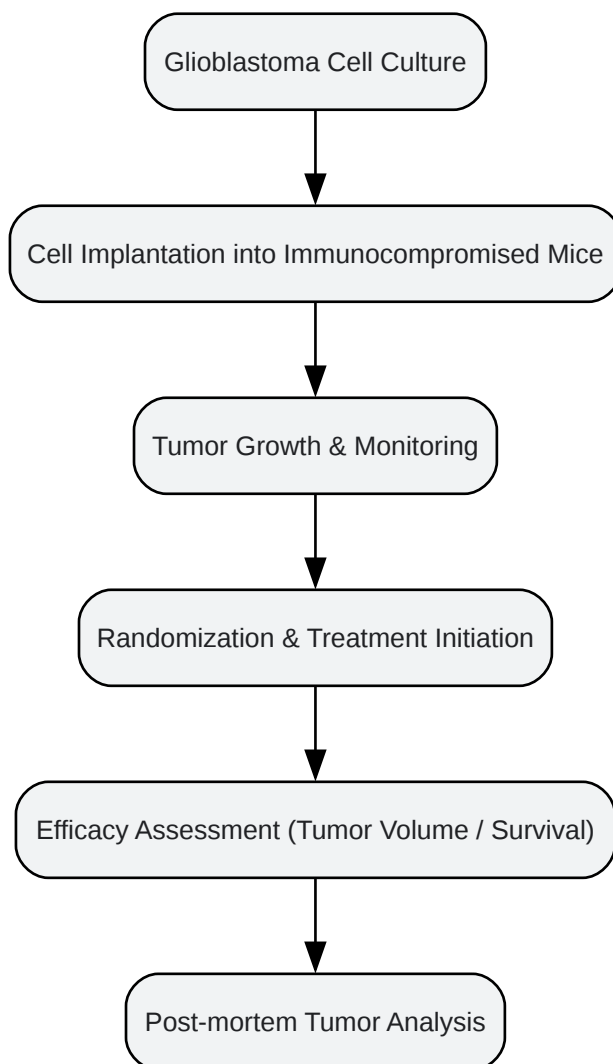 Glioblastoma Cell Culture
Cell Implantation into Immunocompromised Mice
Tumor Growth & Monitoring
Randomization & Treatment Initiation
Efficacy Assessment (Tumor Volume / Survival)
Post-mortem Tumor Analysis